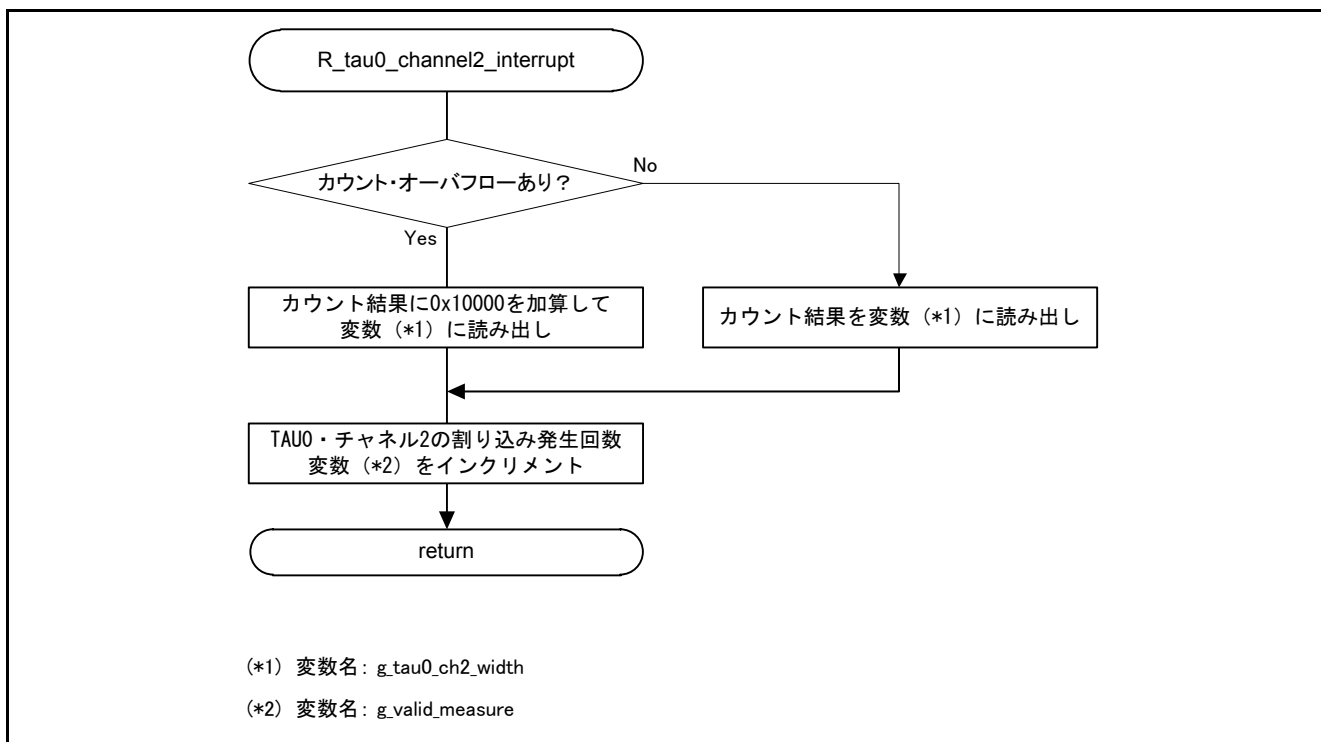 R_tau0_channel2_interrupt
カウント・オーバフローあり？
No
Yes
カウント結果に0x10000を加算して
変数（*1）に読み出し
カウント結果を変数（*1）に読み出し
TAU0・チャネル2の割り込み発生回数
変数（*2）をインクリメント
return
(*1) 変数名：g_tau0_ch2_width
(*2) 変数名：g_valid_measure